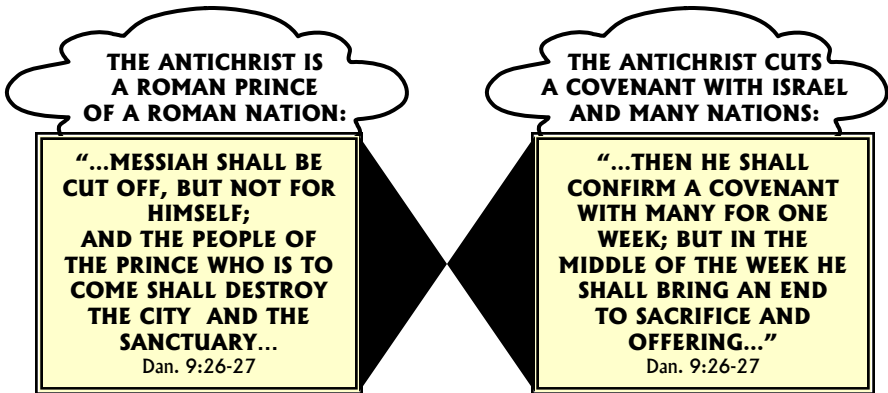 THE ANTICHRIST IS
A ROMAN PRINCE
OF A ROMAN NATION:
“...MESSIAH SHALL BE
CUT OFF, BUT NOT FOR
HIMSELF;
AND THE PEOPLE OF
THE PRINCE WHO IS TO
COME SHALL DESTROY
THE CITY AND THE
SANCTUARY...
Dan. 9:26-27
THE ANTICHRIST CUTS
A COVENANT WITH ISRAEL
AND MANY NATIONS:
“...THEN HE SHALL
CONFIRM A COVENANT
WITH MANY FOR ONE
WEEK; BUT IN THE
MIDDLE OF THE WEEK HE
SHALL BRING AN END
TO SACRIFICE AND
OFFERING...”
Dan. 9:26-27